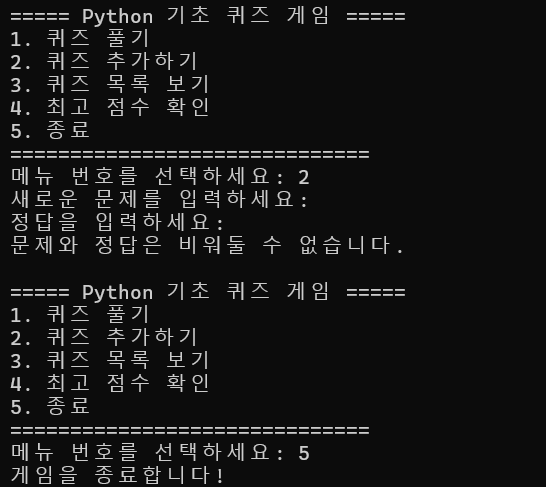 ===== Python 기초 퀴즈 게임 =====
1. 퀴즈 풀기
2. 퀴즈 추가하기
3. 퀴즈 목록 보기
4. 최고 점수 확인
5. 종료
==============================
메뉴 번호를 선택하세요: 2
새로운 문제를 입력하세요:
정답을 입력하세요:
문제와 정답은 비워둘 수 없습니다.

===== Python 기초 퀴즈 게임 =====
1. 퀴즈 풀기
2. 퀴즈 추가하기
3. 퀴즈 목록 보기
4. 최고 점수 확인
5. 종료
==============================
메뉴 번호를 선택하세요: 5
게임을 종료합니다!